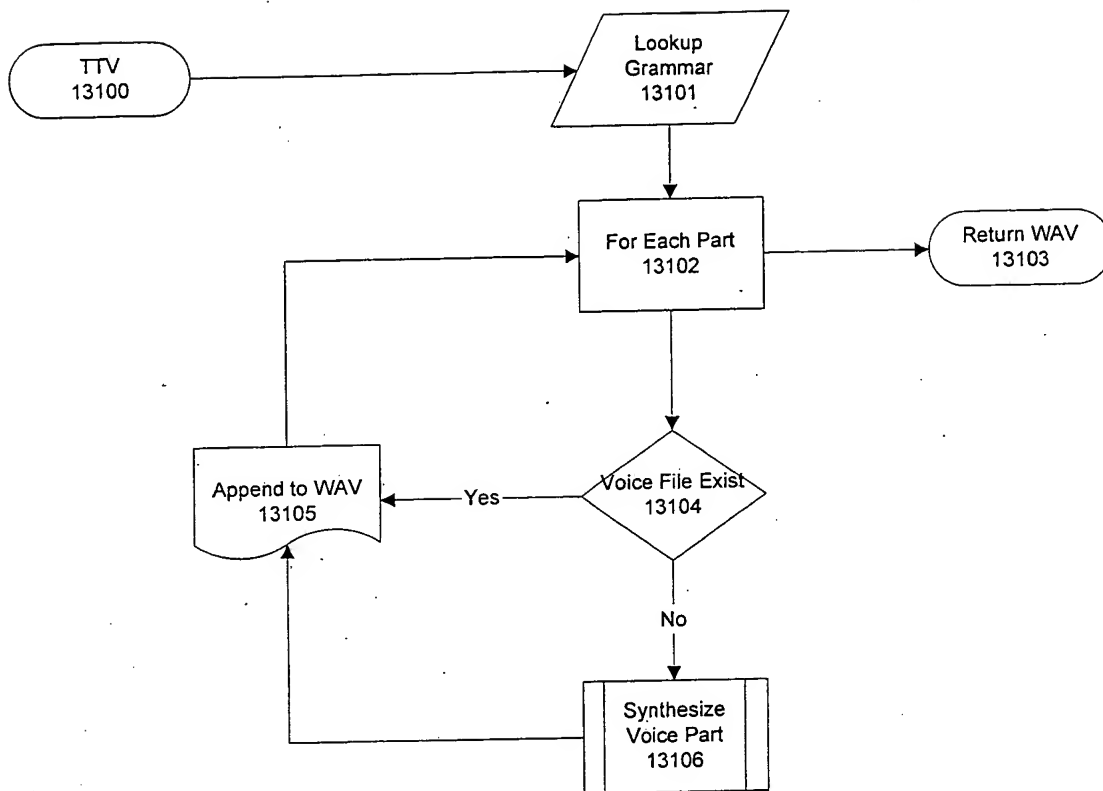 TTV
13100
Lookup
Grammar
13101
For Each Part
13102
Return WAV
13103
Voice File Exist
13104
Yes
Append to WAV
13105
No
Synthesize
Voice Part
13106